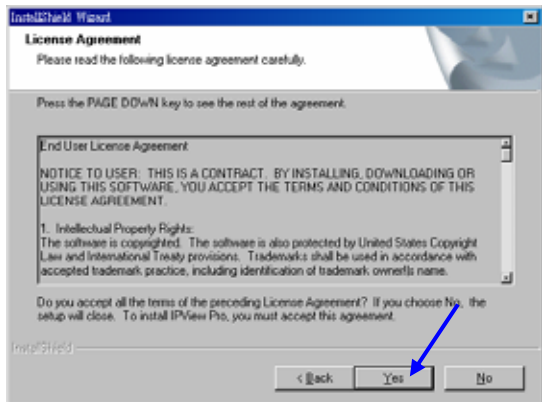 InstallShield Wizard
License Agreement
Please read the following license agreement carefully.
Press the PAGE DOWN key to see the rest of the agreement.
End User License Agreement
NOTICE TO USER: THIS IS A CONTRACT. BY INSTALLING, DOWNLOADING OR
USING THIS SOFTWARE, YOU ACCEPT THE TERMS AND CONDITIONS OF THIS
LICENSE AGREEMENT.
1. Intellectual Property Rights:
The software is copyrighted. The software is also protected by United States Copyright
Law and International Treaty provisions. Trademarks shall be used in accordance with
accepted trademark practice, including identification of trademark owner|s name.
Do you accept all the terms of the preceding License Agreement? If you choose No, the
setup will close. To install IPView Pro, you must accept this agreement.
InstallShield
< Back Yes No